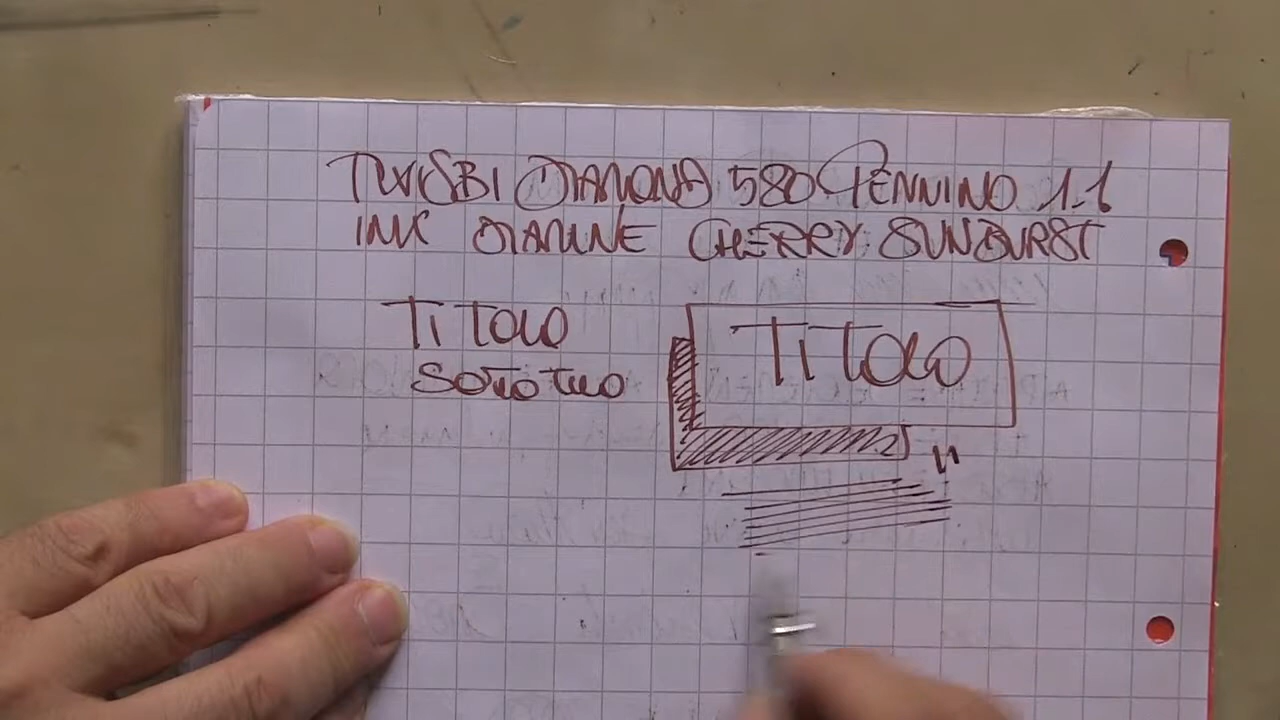 TWSBI DIAMOND 580 PENNINO 1.1
INK DIAMINE CHERRY SUNBURST
TITOLO
SOTTOTITOLO
TITOLO